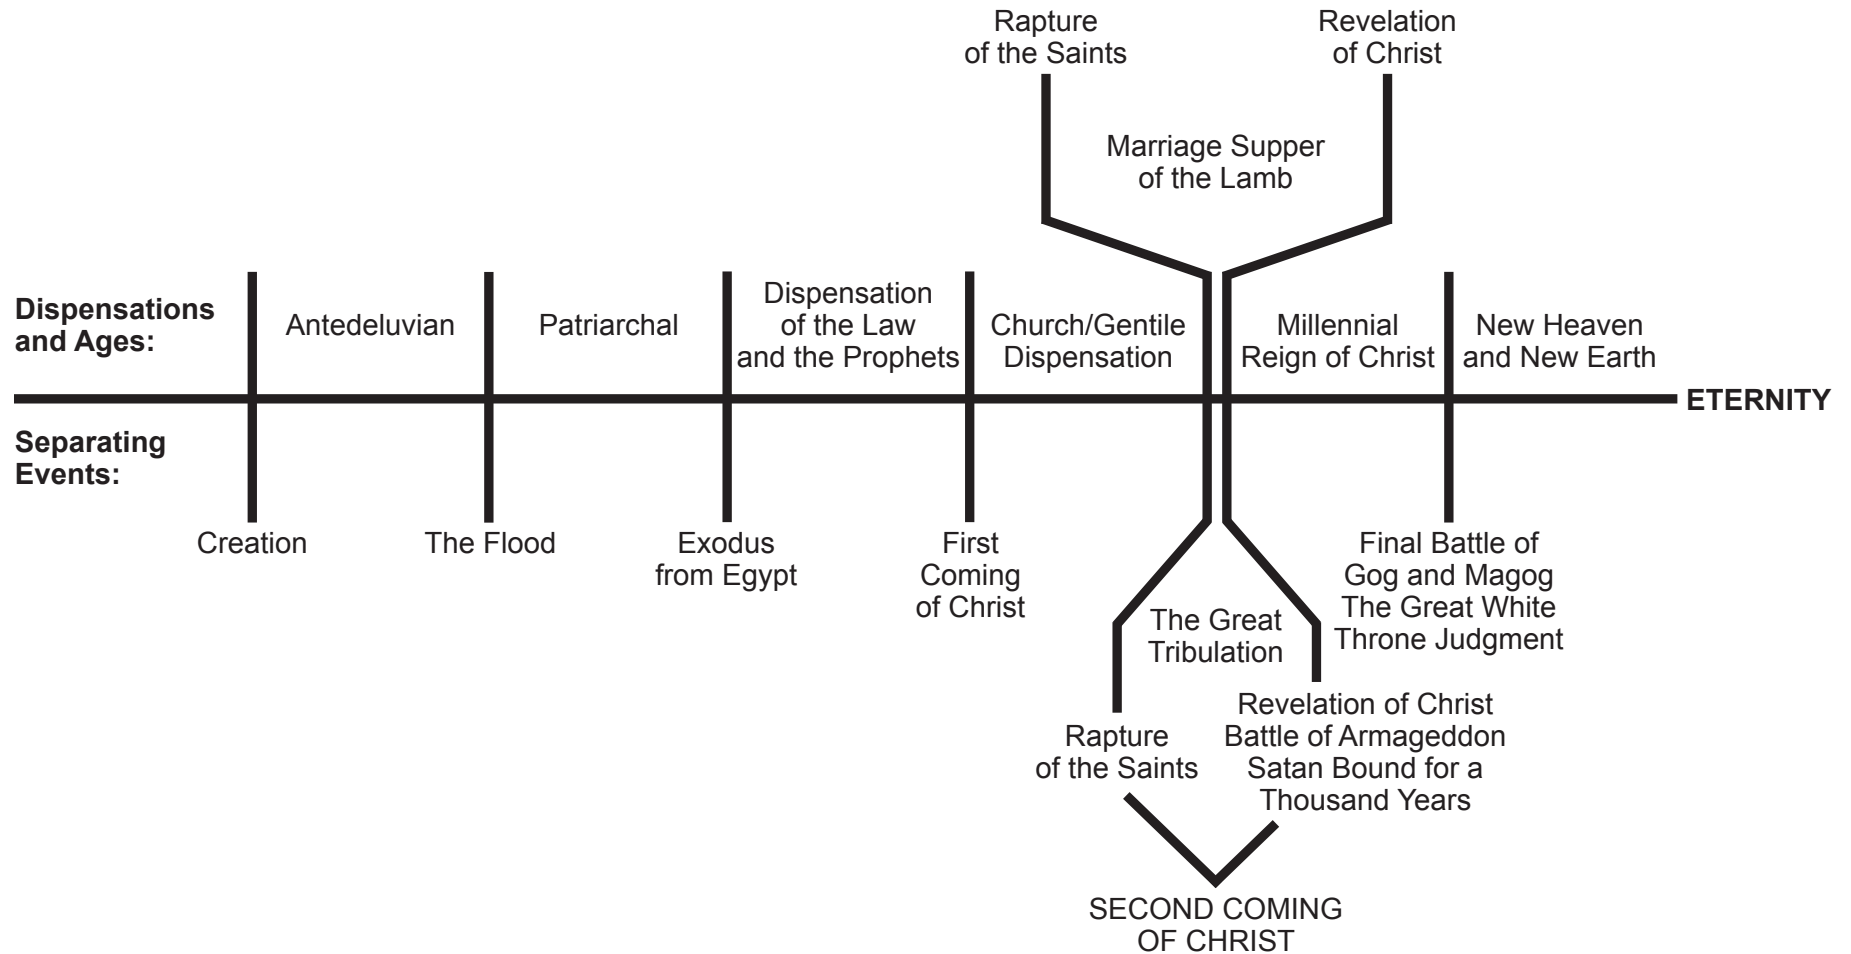 Rapture
of the Saints
Revelation
of Christ
Marriage Supper
of the Lamb
Dispensations
and Ages:
Antedeluvian
Patriarchal
Dispensation
of the Law
and the Prophets
Church/Gentile
Dispensation
Millennial
Reign of Christ
New Heaven
and New Earth
ETERNITY
Separating
Events:
Creation
The Flood
Exodus
from Egypt
First
Coming
of Christ
The Great
Tribulation
Final Battle of
Gog and Magog
The Great White
Throne Judgment
Rapture
of the Saints
Revelation of Christ
Battle of Armageddon
Satan Bound for a
Thousand Years
SECOND COMING
OF CHRIST